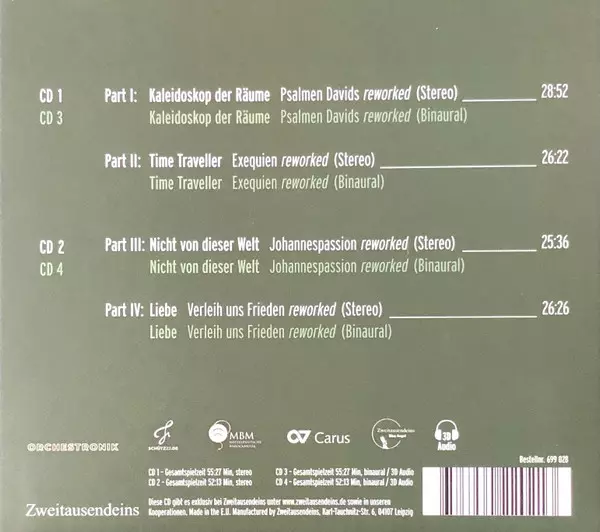 CD 1 Part I: Kaleidoskop der Räume Psalmen Davids reworked (Stereo) 28:52
CD 3 Kaleidoskop der Räume Psalmen Davids reworked (Binaural)
Part II: Time Traveller Exequien reworked (Stereo) 26:22
Time Traveller Exequien reworked (Binaural)
CD 2 Part III: Nicht von dieser Welt Johannespassion reworked (Stereo) 25:36
CD 4 Nicht von dieser Welt Johannespassion reworked (Binaural)
Part IV: Liebe Verleih uns Frieden reworked (Stereo) 26:26
Liebe Verleih uns Frieden reworked (Binaural)
ORCHESTRONIK
SCHÜTZ22.DE
MBM
MITTELDEUTSCHE
Carus
Zweitausendeins
3D
Audio
Bestellnr. 699 028
CD 1 - Gesamtspielzeit 55:27 Min, stereo CD 3 - Gesamtspielzeit 55:27 Min, binaural / 3D Audio
CD 2 - Gesamtspielzeit 52:13 Min, stereo CD 4 - Gesamtspielzeit 52:13 Min, binaural / 3D Audio
Zweitausendeins
Diese CD gibt es exklusiv bei Zweitausendeins unter www.zweitausendeins.de sowie in unseren
Kooperationen. Made in the E.U. Manufactured by Zweitausendeins, Karl-Tauchnitz-Str. 6, 04107 Leipzig